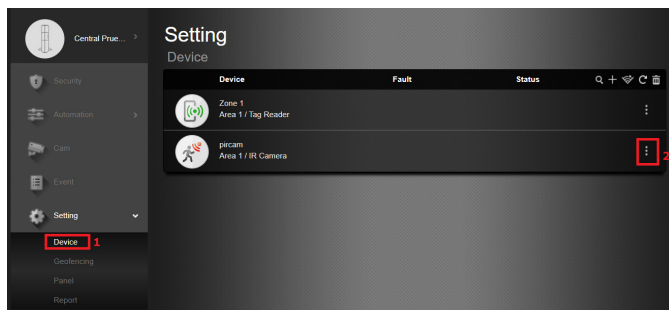 Central Prue...
Security
Automation
Cam
Event
Setting
Device 1
Geofencing
Panel
Report
Setting
Device
Device Fault Status
Zone 1
Area 1 / Tag Reader
pircam
Area 1 / IR Camera
2